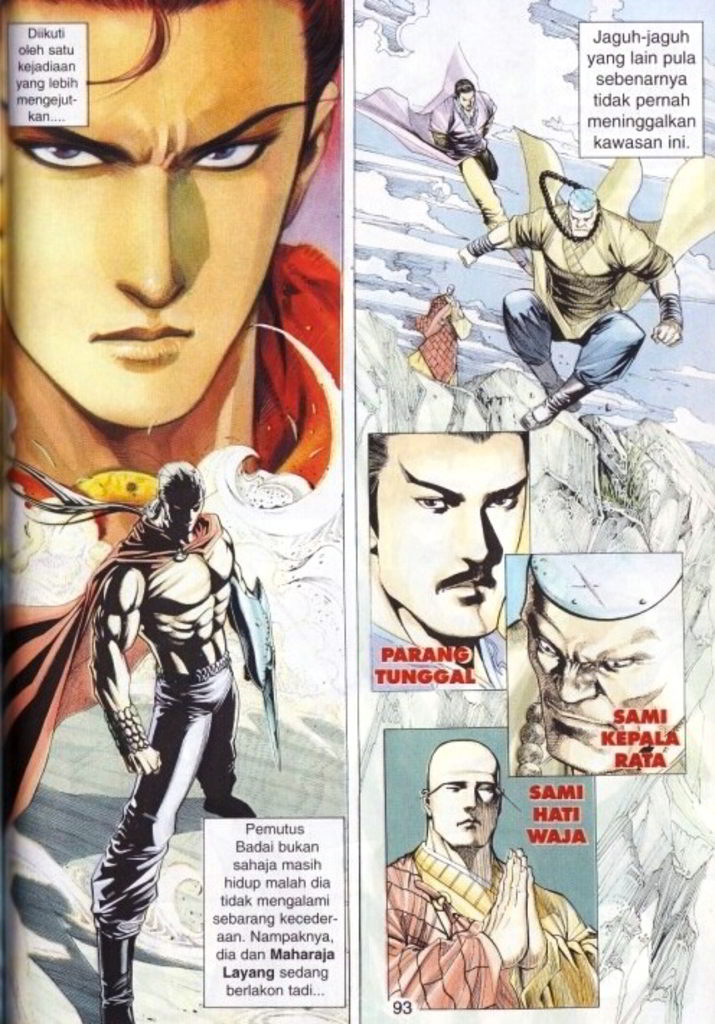 Diikuti
oleh satu
kejadiaan
yang lebih
mengejut-
kan....
Pemutus
Badai bukan
sahaja masih
hidup malah dia
tidak mengalami
sebarang keceder-
aan. Nampaknya,
dia dan Maharaja
Layang sedang
berlakon tadi...
Jaguh-jaguh
yang lain pula
sebenarnya
tidak pernah
meninggalkan
kawasan ini.
PARANG
TUNGGAL
SAMI
KEPALA
RATA
SAMI
HATI
WAJA
93